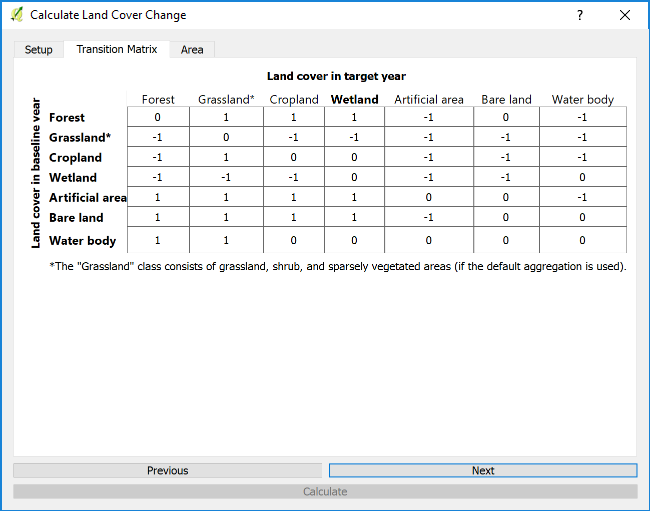 Calculate Land Cover Change
Setup Transition Matrix Area
Land cover in target year
Land cover in baseline year
Forest Grassland* Cropland Wetland Artificial area Bare land Water body
Forest 0 1 1 1 -1 0 -1
Grassland* -1 0 -1 -1 -1 -1 -1
Cropland -1 1 0 0 -1 -1 -1
Wetland -1 -1 -1 0 -1 -1 0
Artificial area 1 1 1 1 0 0 -1
Bare land 1 1 1 1 -1 0 0
Water body 1 1 0 0 0 0 0
*The "Grassland" class consists of grassland, shrub, and sparsely vegetated areas (if the default aggregation is used).
Previous Next
Calculate